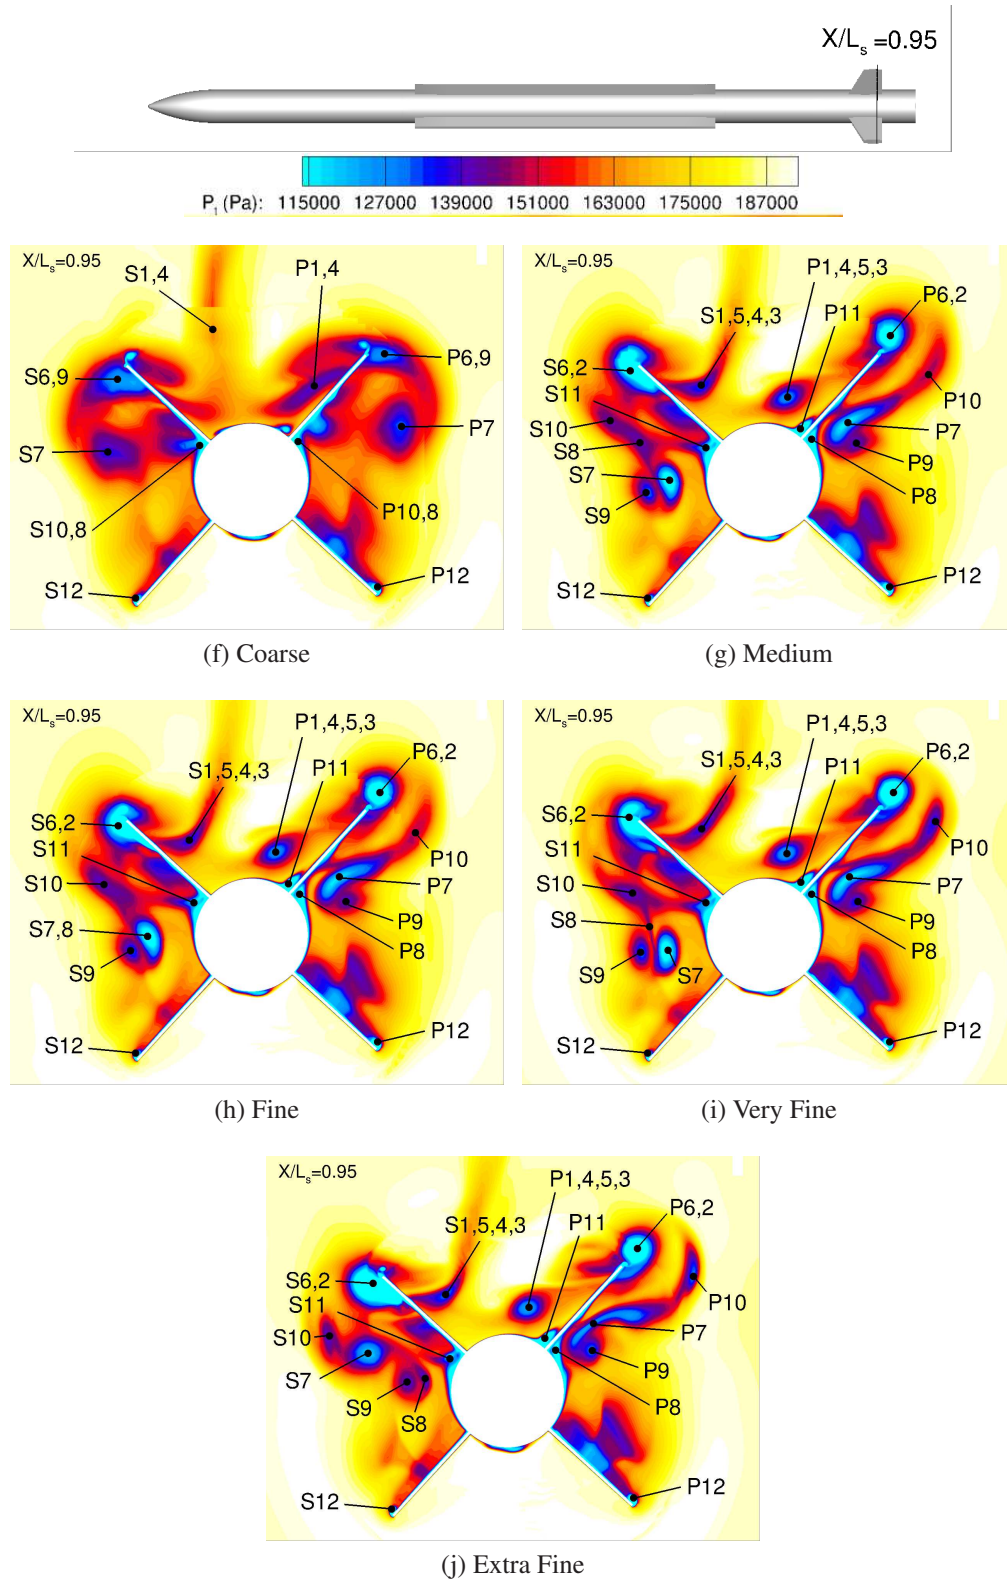 X/Ls =0.95
Pt (Pa): 115000 127000 139000 151000 163000 175000 187000
X/Ls=0.95
S1,4
P1,4
S6,9
P6,9
S7
P7
S10,8
P10,8
S12
P12
(f) Coarse
X/Ls=0.95
P1,4,5,3
P6,2
S1,5,4,3
P11
S6,2
S11
P10
S10
P7
S8
P9
S7
P8
S9
S12
P12
(g) Medium
X/Ls=0.95
P1,4,5,3
P6,2
S1,5,4,3
P11
S6,2
S11
P10
S10
P7
S7,8
P9
S9
P8
S12
P12
(h) Fine
X/Ls=0.95
P1,4,5,3
P6,2
S1,5,4,3
P11
S6,2
S11
P10
S10
P7
S8
P9
S9
S7
P8
S12
P12
(i) Very Fine
X/Ls=0.95
P1,4,5,3
P6,2
S1,5,4,3
P11
S6,2
S11
P10
S10
P7
S7
P9
S9
S8
P8
S12
P12
(j) Extra Fine